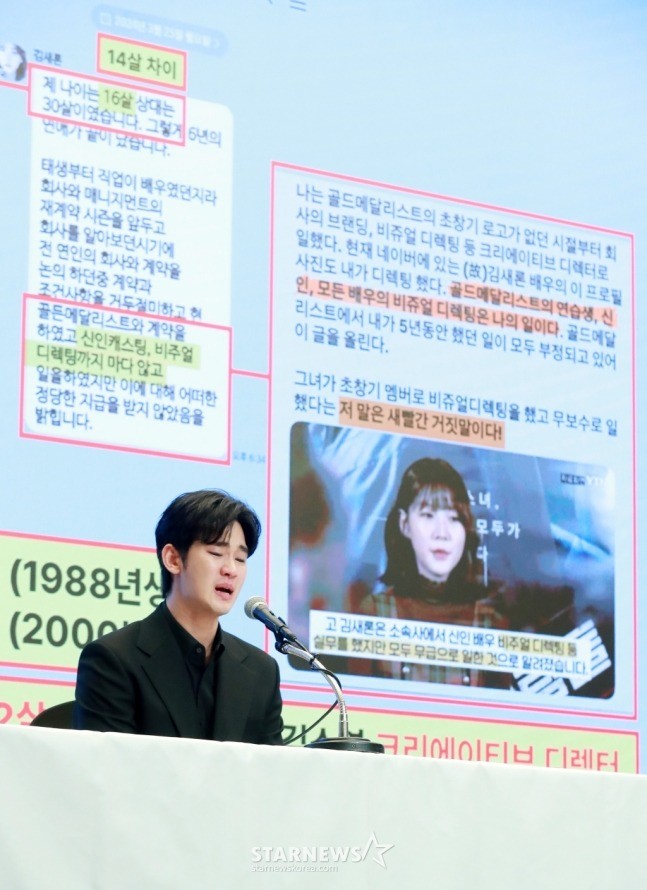 김새론
14살 차이
제 나이는 16살 상대는
30살이었습니다. 그렇게 6년의
연애가 끝이 났습니다.
태생부터 직업이 배우였던지라
회사와 매니지먼트의
재계약 시즌을 앞두고
회사를 알아보던시기에
전 연인의 회사와 계약을
논의 하던중 계약과
조건사항을 거두절미하고 현
골든메달리스트와 계약을
하였고 신인캐스팅, 비주얼
디렉팅까지 마다 않고
일을하였지만 이에 대해 어떠한
정당한 지급을 받지 않았음을
밝힙니다.
오후 6:34
나는 골드메달리스트의 초창기 로고가 없던 시절부터 회
사의 브랜딩, 비쥬얼 디렉팅 등 크리에이티브 디렉터로
일했다. 현재 네이버에 있는 (故)김새론 배우의 이 프로필
사진도 내가 디렉팅 했다. 골드메달리스트의 연습생, 신
인, 모든 배우의 비쥬얼 디렉팅은 나의 일이다. 골드메달
리스트에서 내가 5년동안 했던 일이 모두 부정되고 있어
이 글을 올린다.
그녀가 초창기 멤버로 비쥬얼디렉팅을 했고 무보수로 일
했다는 저 말은 새빨간 거짓말이다!
YTN
소녀,
모두가
다
고 김새론은 소속사에서 신인 배우 비주얼 디렉팅 등
실무를 했지만 모두 무급으로 일한 것으로 알려졌습니다.
(1988년생
(2000
2살
크리에이티브 디렉터
STARNEWS
starnewskorea.com